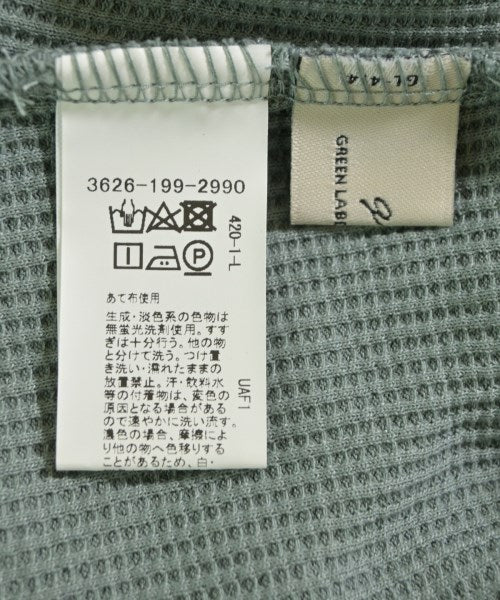 3626-199-2990
420-1-L
あて布使用
生成・淡色系の色物は
無蛍光洗剤使用。すす
ぎは十分行う。他の物
と分けて洗う。つけ置
き洗い・濡れたままの
放置禁止。汗・飲料水
等の付着物は、変色の
原因となる場合がある
ので速やかに洗い流す。
濃色の場合、摩擦によ
り他の物へ色移りする
ことがあるため、白・
UAF1
GREEN LABE